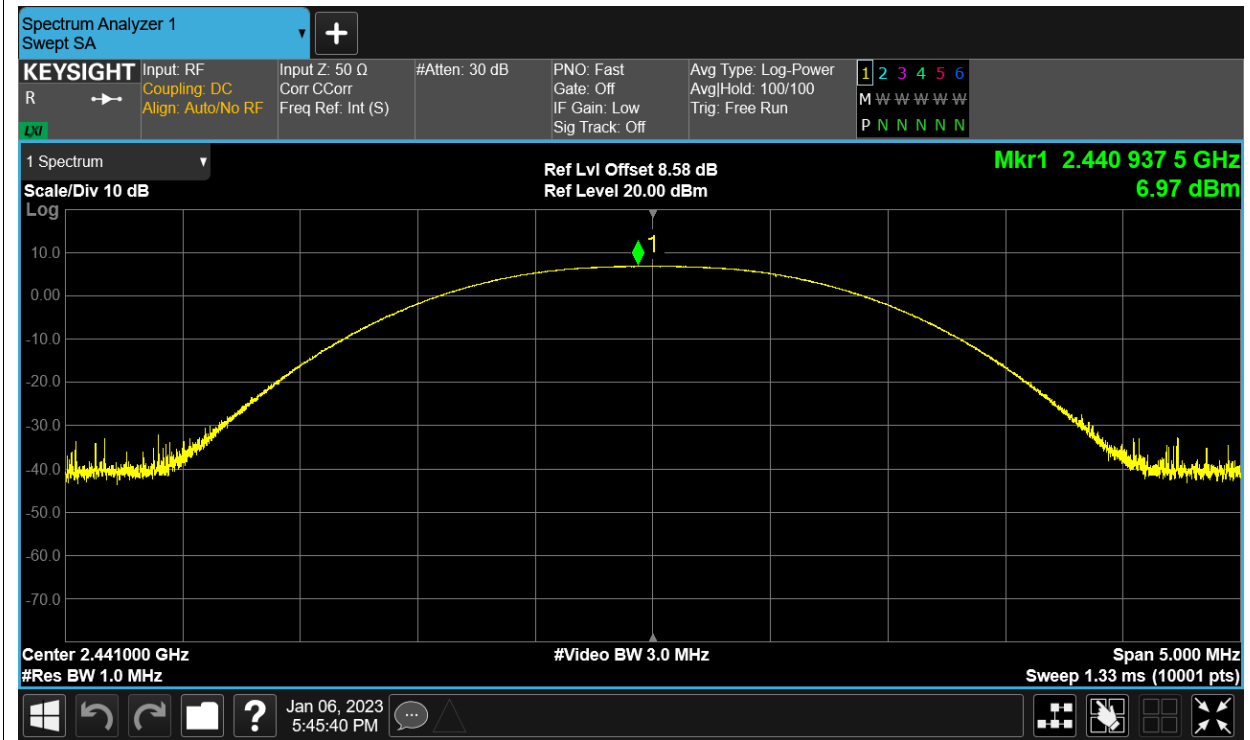 Spectrum Analyzer 1
Swept SA
KEYSIGHT
R
LXI
Input: RF
Coupling: DC
Align: Auto/No RF
Input Z: 50 Ω
Corr CCorr
Freq Ref: Int (S)
#Atten: 30 dB
PNO: Fast
Gate: Off
IF Gain: Low
Sig Track: Off
Avg Type: Log-Power
Avg|Hold: 100/100
Trig: Free Run
1 2 3 4 5 6
M W W W W W
P N N N N N
1 Spectrum
Scale/Div 10 dB
Ref Lvl Offset 8.58 dB
Ref Level 20.00 dBm
Mkr1 2.440 937 5 GHz
6.97 dBm
Log
1
10.0
0.00
-10.0
-20.0
-30.0
-40.0
-50.0
-60.0
-70.0
Center 2.441000 GHz
#Res BW 1.0 MHz
#Video BW 3.0 MHz
Span 5.000 MHz
Sweep 1.33 ms (10001 pts)
?
Jan 06, 2023
5:45:40 PM